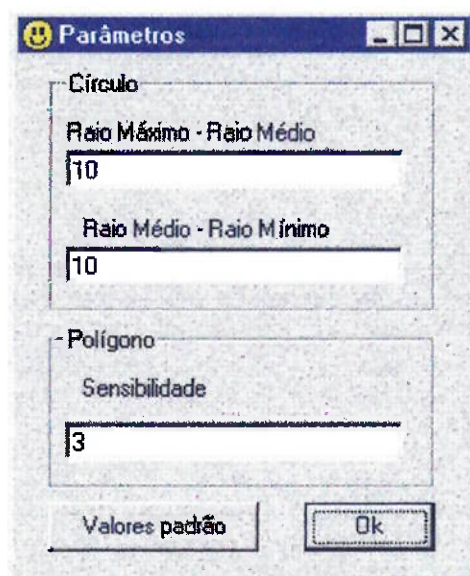 Parâmetros
Círculo
Raio Máximo - Raio Médio
10
Raio Médio - Raio Mínimo
10
Polígono
Sensibilidade
3
Valores padrão
Ok